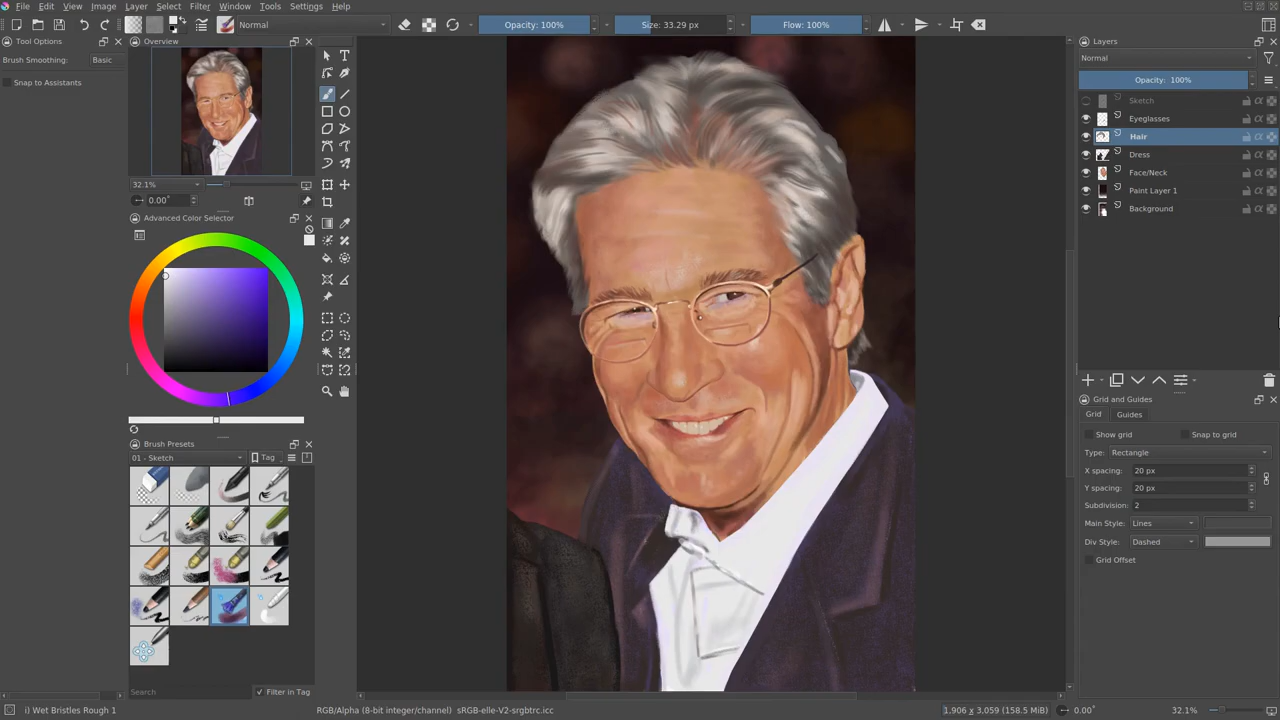 File Edit View Image Layer Select Filter Window Tools Settings Help
Normal
Opacity: 100%
Size: 33.29 px
Flow: 100%
Tool Options
Brush Smoothing: Basic
Snap to Assistants
Overview
32.1%
0.00°
Advanced Color Selector
Brush Presets
01 - Sketch
Tag
Search
Filter in Tag
Layers
Normal
Opacity: 100%
Sketch
Eyeglasses
Hair
Dress
Face/Neck
Paint Layer 1
Background
Grid and Guides
Grid Guides
Show grid Snap to grid
Type: Rectangle
X spacing: 20 px
Y spacing: 20 px
Subdivision: 2
Main Style: Lines
Div Style: Dashed
Grid Offset
i) Wet Bristles Rough 1
RGB/Alpha (8-bit integer/channel) sRGB-elle-V2-srgbtrc.icc
1,906 x 3,059 (158.5 MiB)
0.00°
32.1%